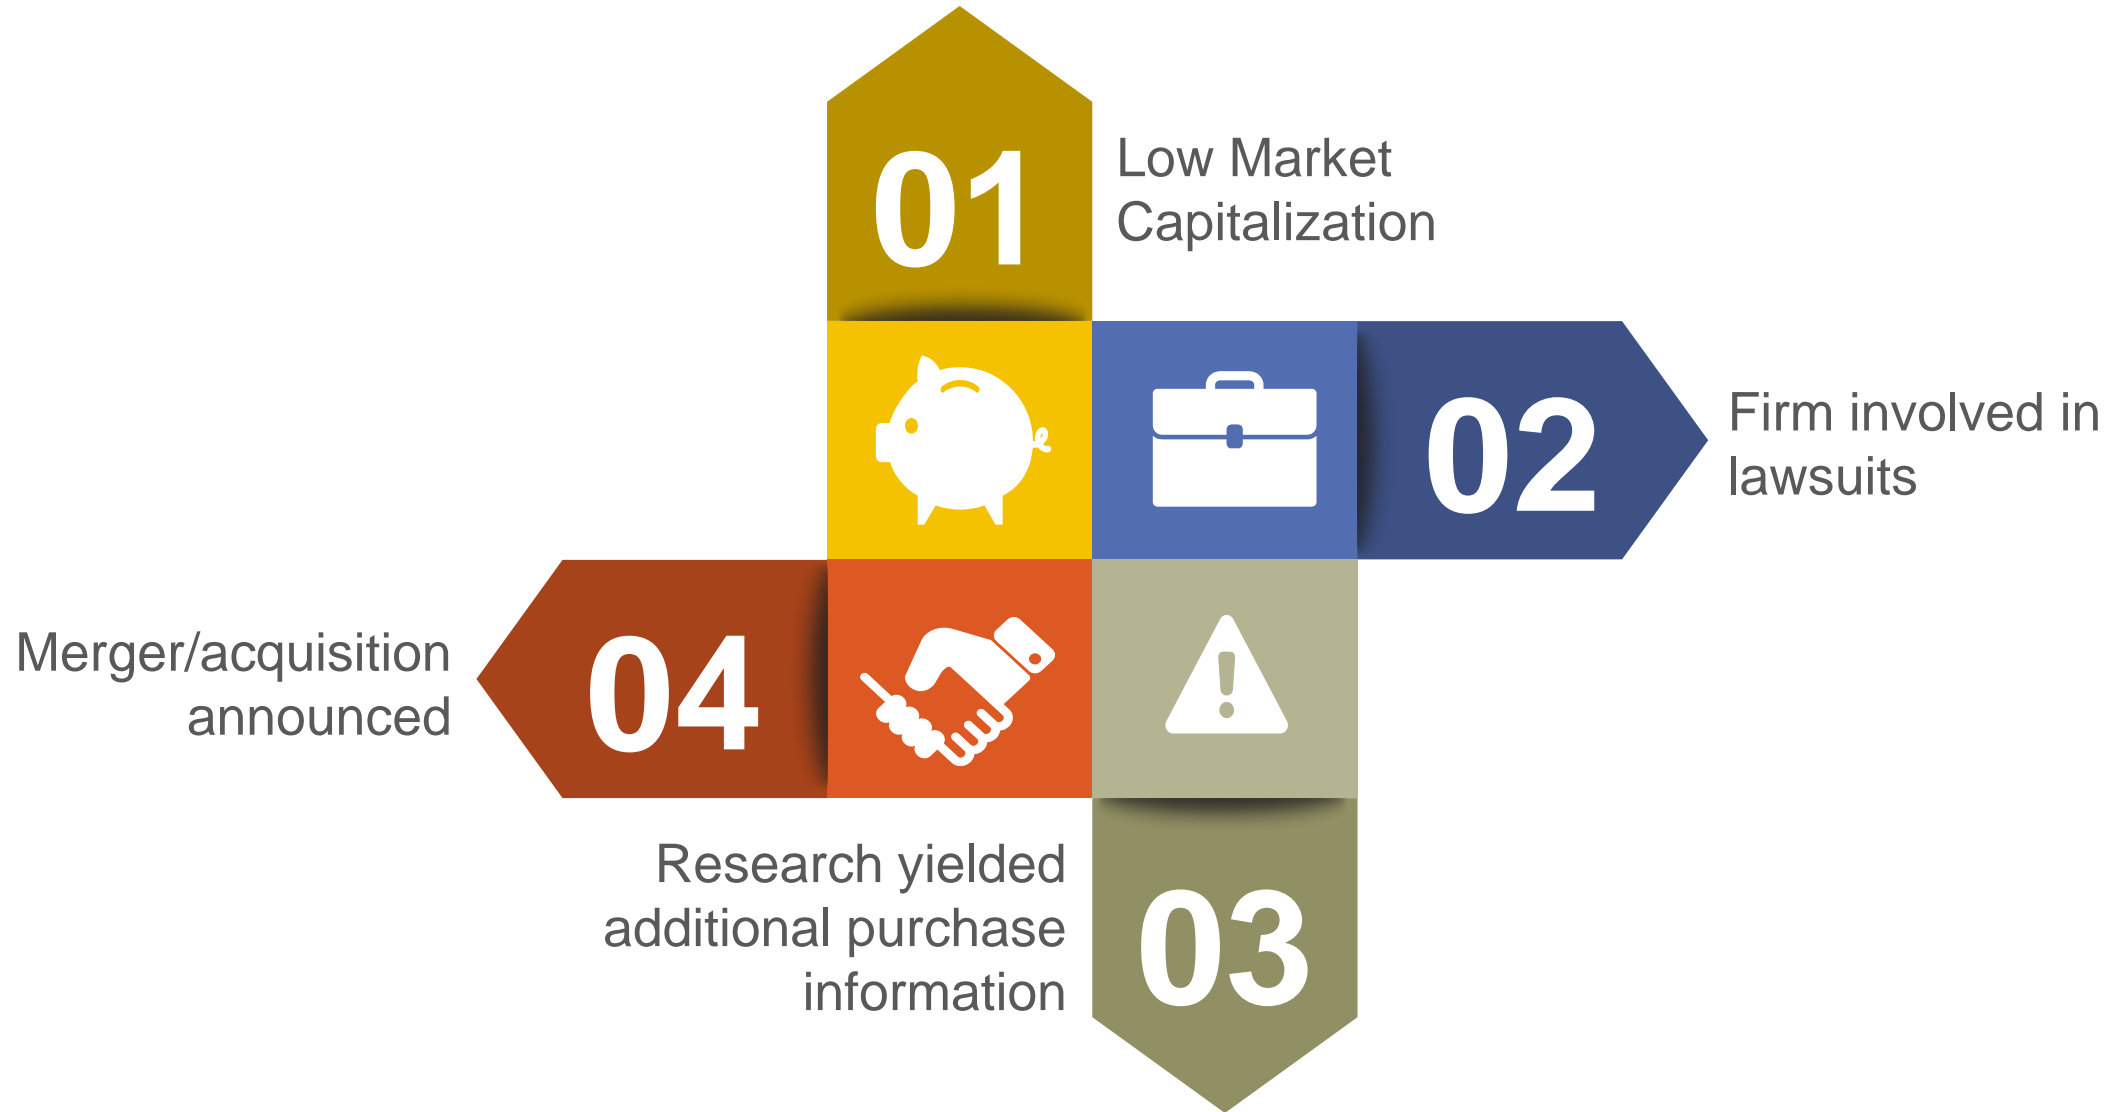 01
Low Market
Capitalization
02
Firm involved in
lawsuits
03
Research yielded
additional purchase
information
04
Merger/acquisition
announced